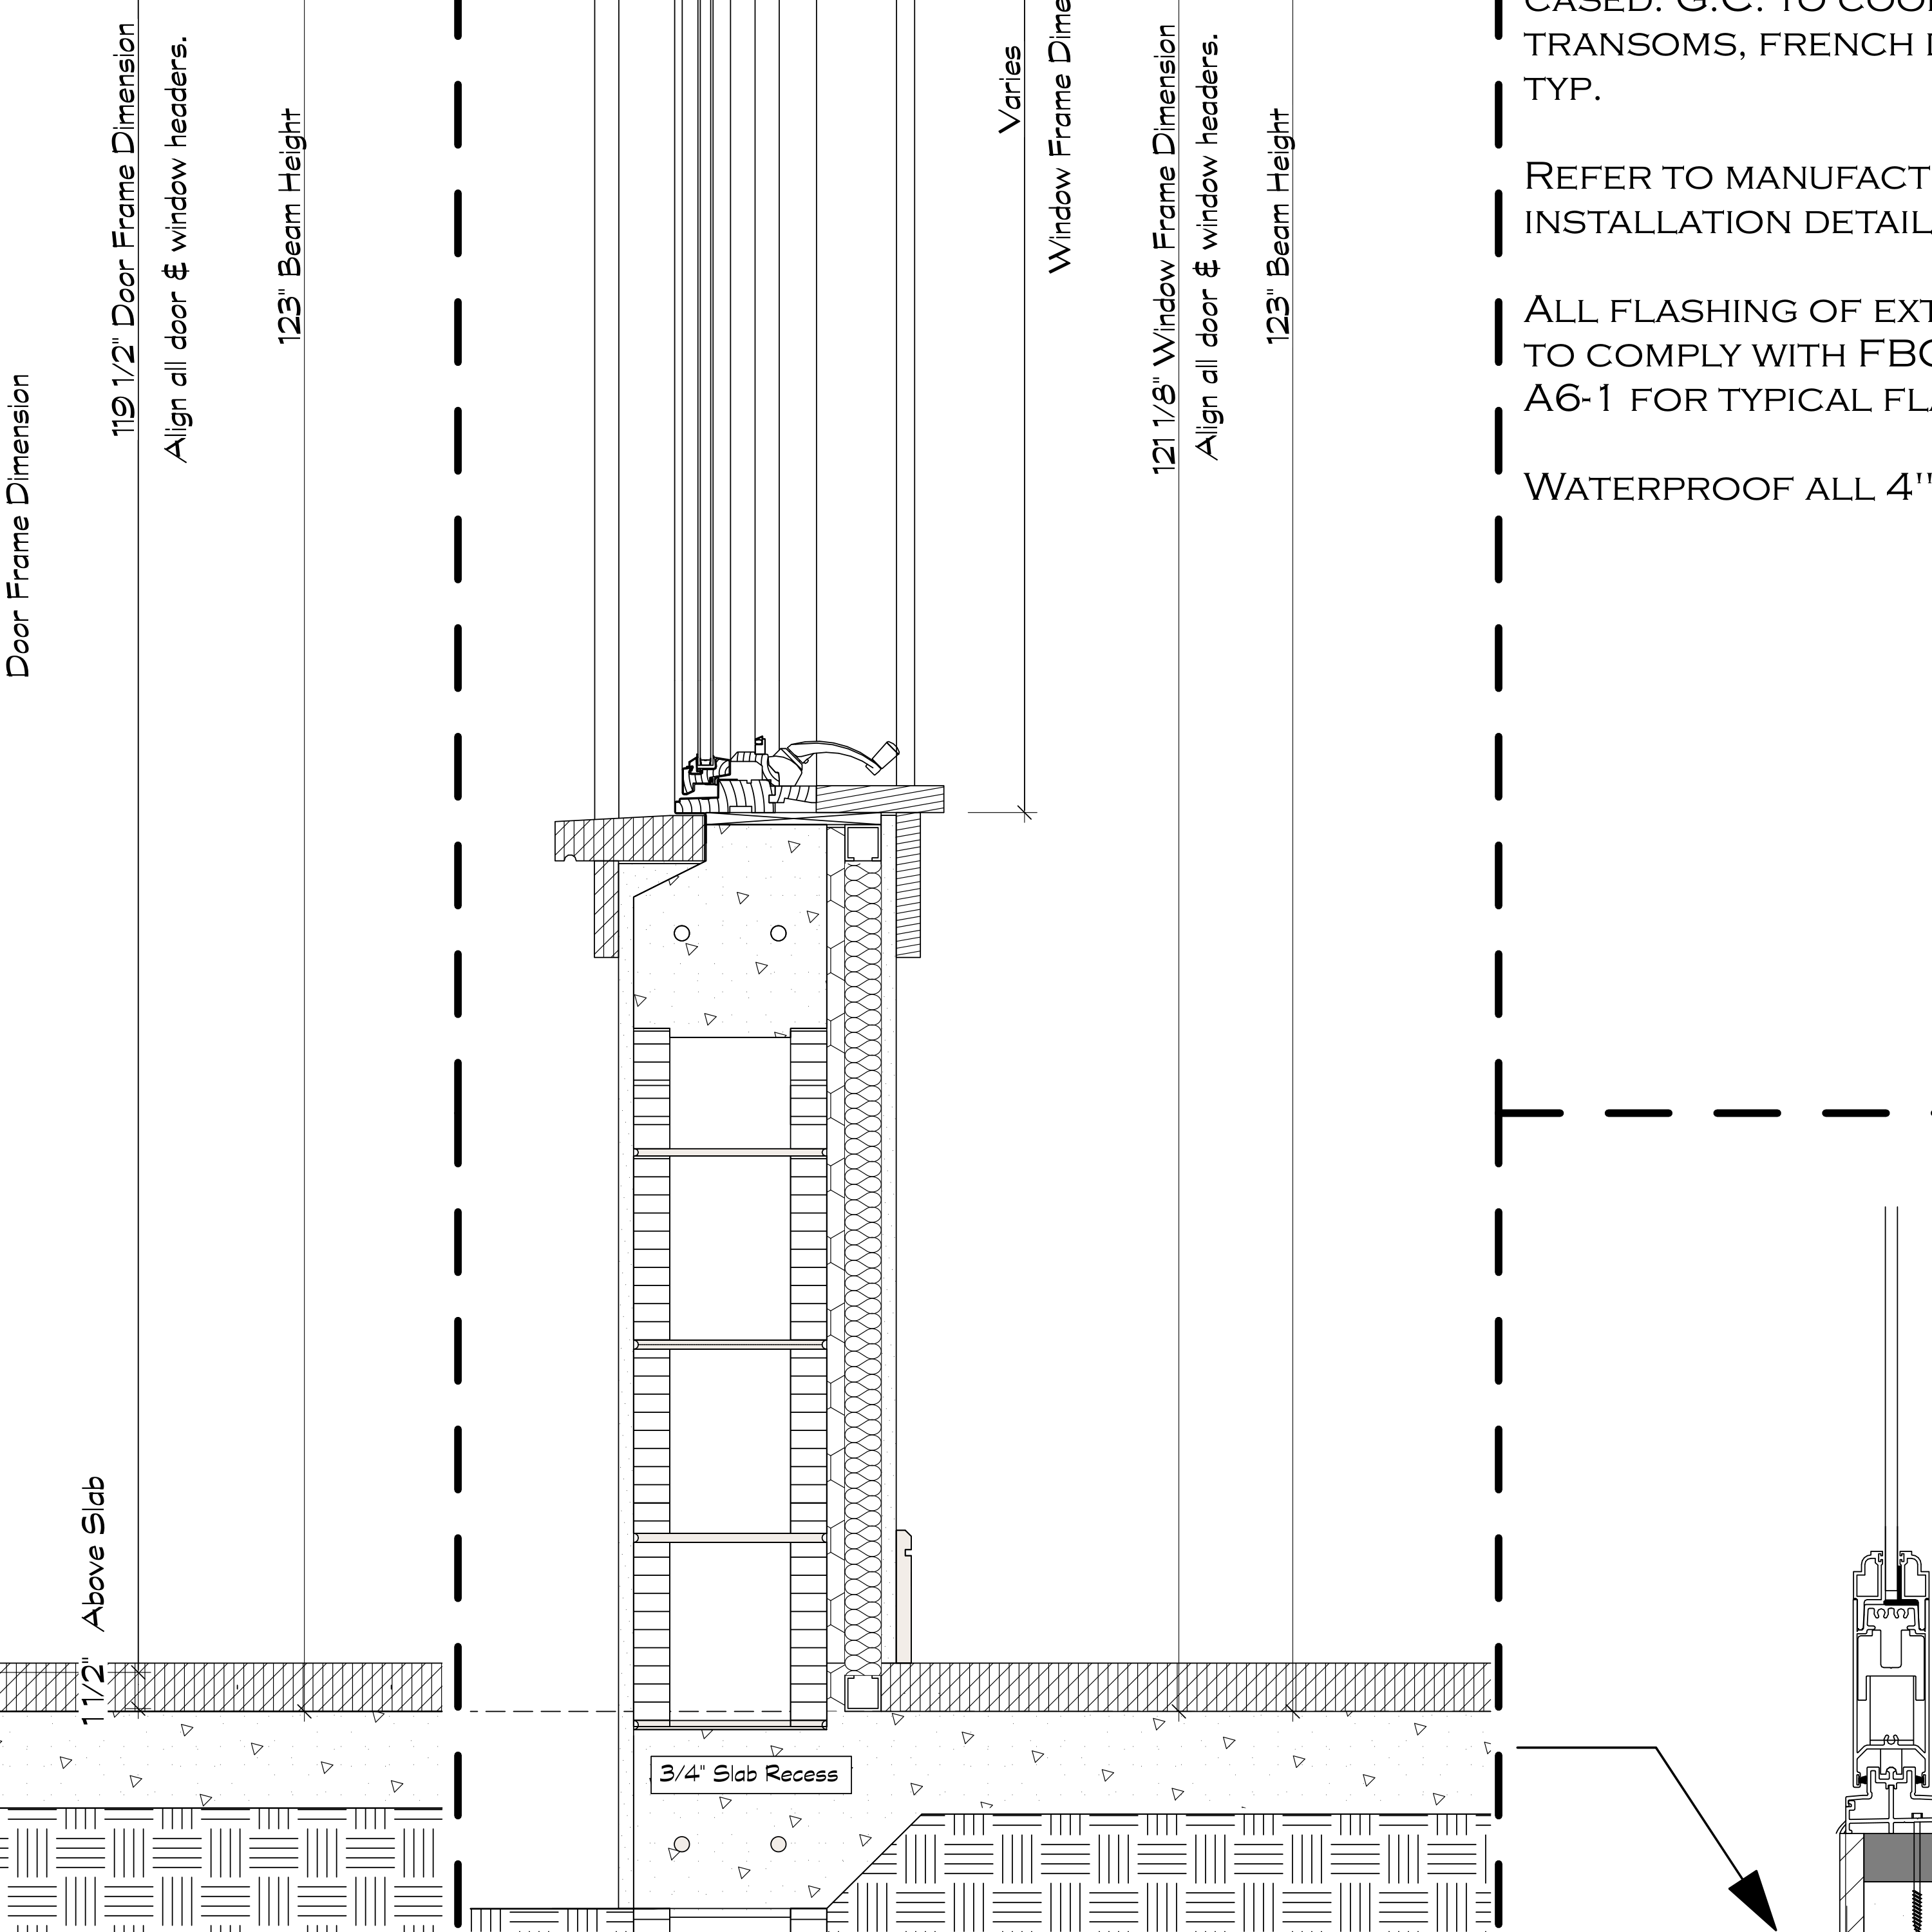 Door Frame Dimension
119 1/2" Door Frame Dimension
Align all door & window headers.
123" Beam Height
1 1/2" Above Slab
Varies
Window Frame Dime
121 1/8" Window Frame Dimension
Align all door & window headers.
123" Beam Height
3/4" Slab Recess
CASED. G.C. TO COO
TRANSOMS, FRENCH
TYP.
REFER TO MANUFACT
INSTALLATION DETAIL
ALL FLASHING OF EXT
TO COMPLY WITH FBC
A6-1 FOR TYPICAL FLA
WATERPROOF ALL 4"